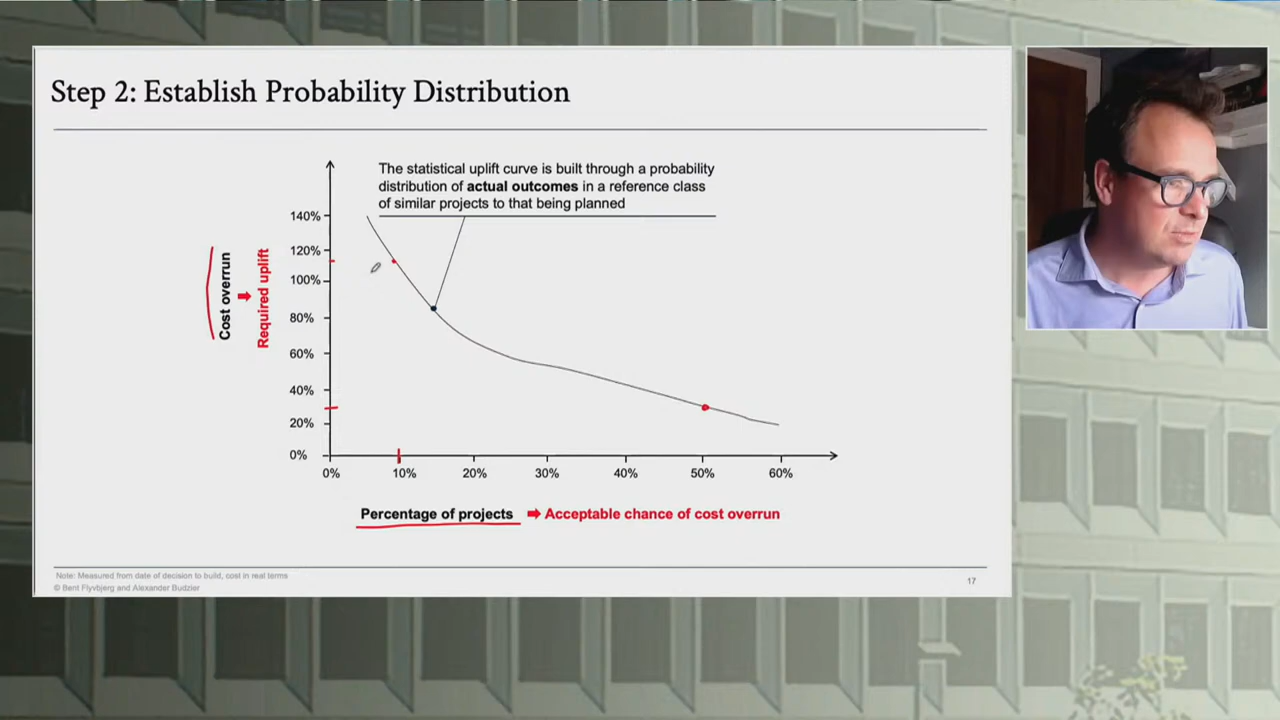 Step 2: Establish Probability Distribution
The statistical uplift curve is built through a probability
distribution of actual outcomes in a reference class
of similar projects to that being planned
140%
120%
100%
80%
60%
40%
20%
0%
Cost overrun
Required uplift
0% 10% 20% 30% 40% 50% 60%
Percentage of projects ➡ Acceptable chance of cost overrun
Note: Measured from date of decision to build, cost in real terms
© Bent Flyvbjerg and Alexander Budzier
17